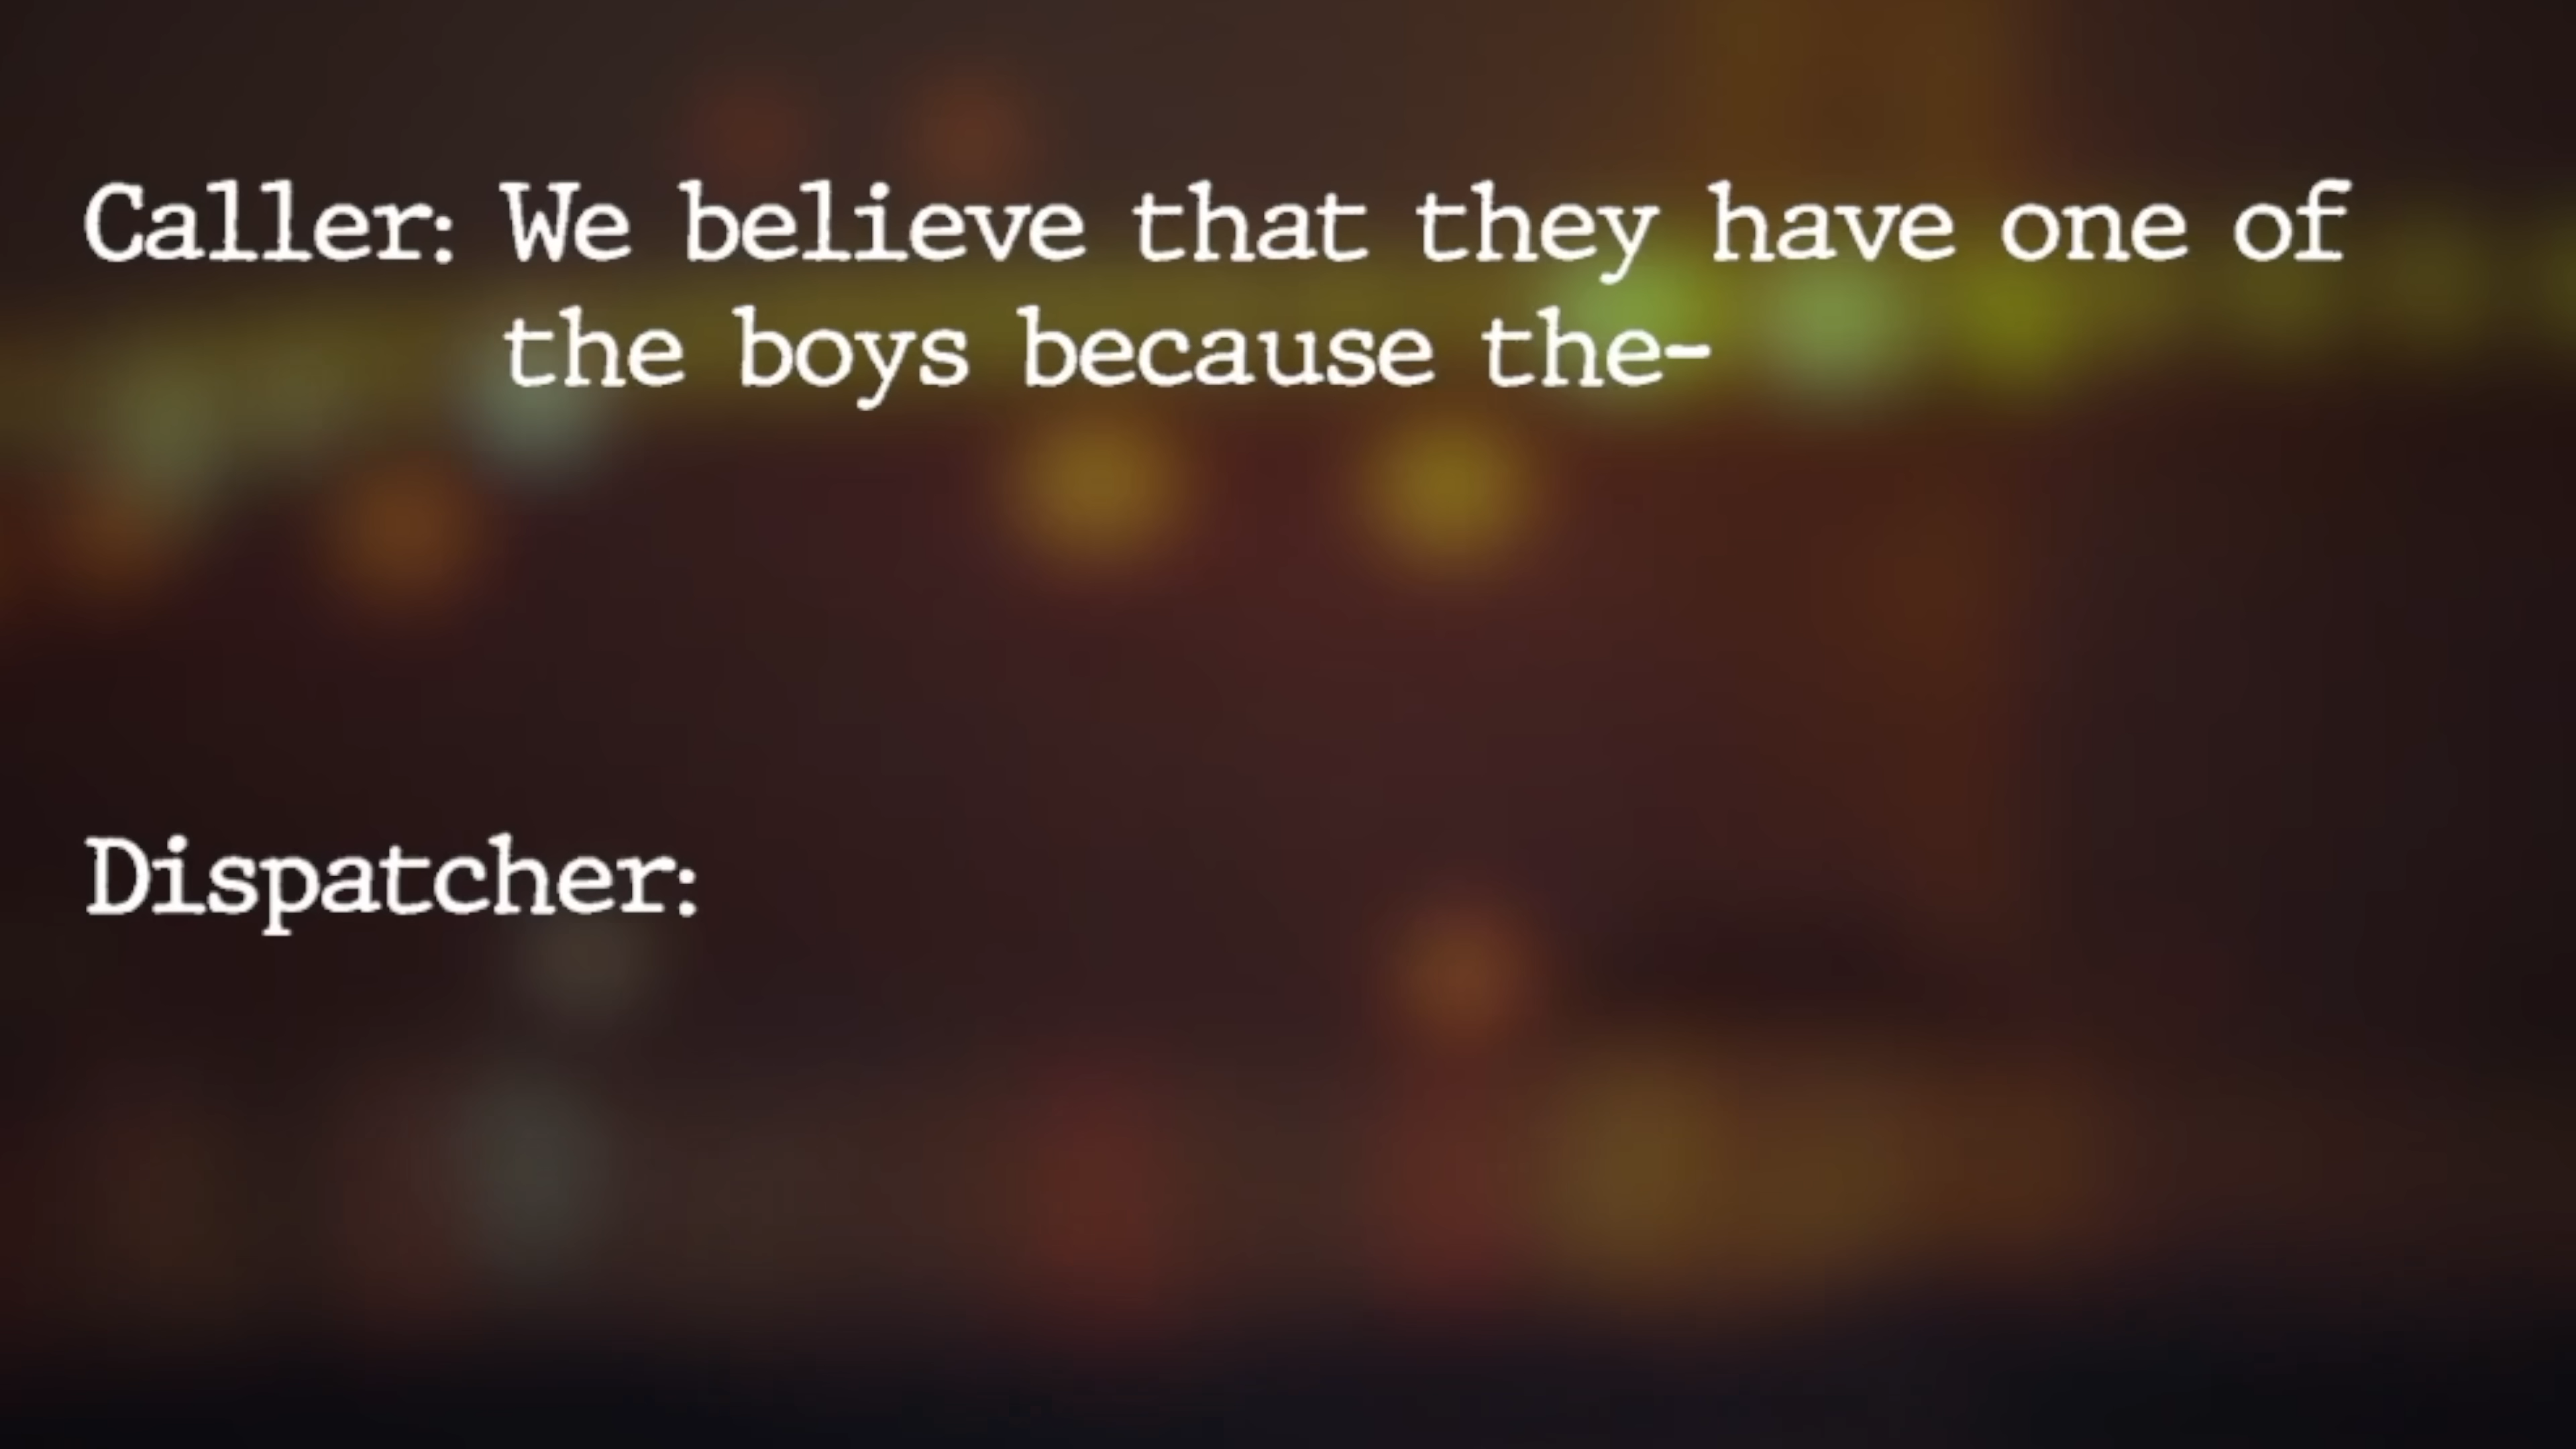 Caller: We believe that they have one of
the boys because the-
Dispatcher: